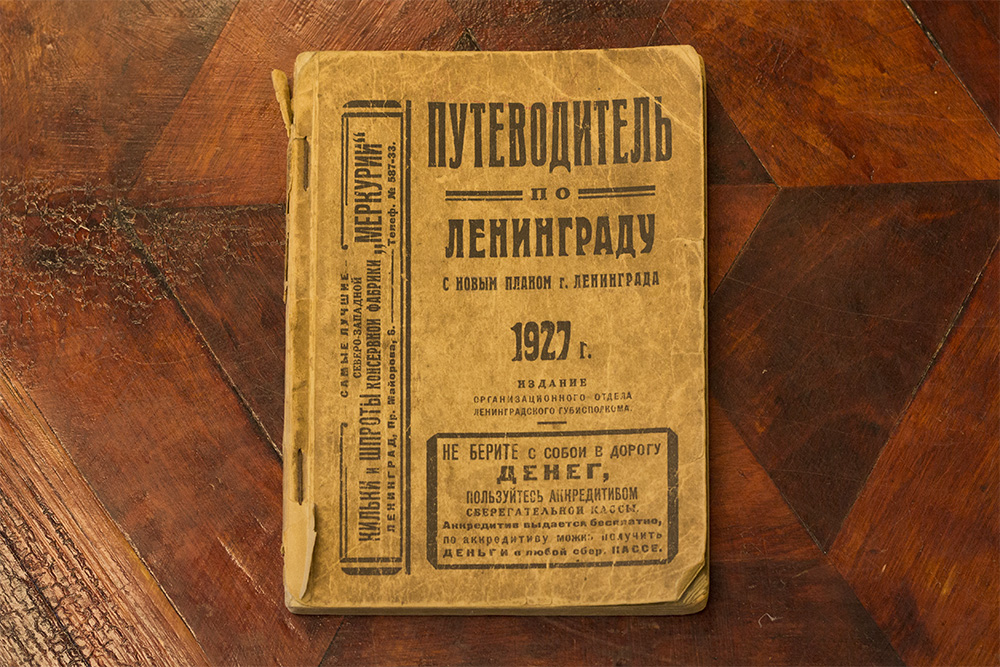 ПУТЕВОДИТЕЛЬ
ПО
ЛЕНИНГРАДУ
С НОВЫМ ПЛАНОМ г. ЛЕНИНГРАДА
1927 г.
ИЗДАНИЕ
ОРГАНИЗАЦИОННОГО ОТДЕЛА
ЛЕНИНГРАДСКОГО ГУБИСПОЛКОМА.
НЕ БЕРИТЕ С СОБОЙ В ДОРОГУ
ДЕНЕГ,
ПОЛЬЗУЙТЕСЬ АККРЕДИТИВОМ
СБЕРЕГАТЕЛЬНОЙ КАССЫ.
Аккредитив выдается бесплатно,
по аккредитиву можно получить
ДЕНЬГИ в любой сбер. КАССЕ.
САМЫЕ ЛУЧШИЕ
СЕВЕРО-ЗАПАДНОЙ
КИЛЬКИ и ШПРОТЫ КОНСЕРВНОЙ ФАБРИКИ „МЕРКУРИЙ“
ЛЕНИНГРАД, Пр. Майорова, 6. Телеф. № 587-33.